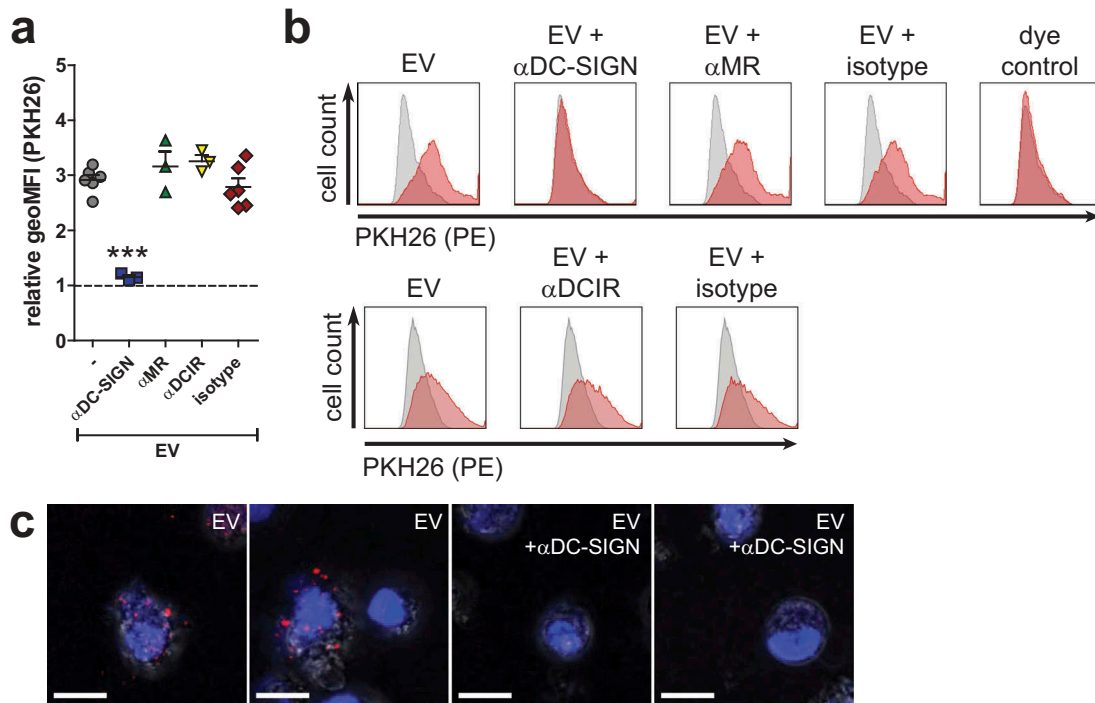 a
relative geoMFI (PKH26)
5
4
3
2
1
0
***
-
αDC-SIGN
αMR
αDCIR
isotype
EV
b
EV
EV +
αDC-SIGN
EV +
αMR
EV +
isotype
dye
control
cell count
PKH26 (PE)
EV
EV +
αDCIR
EV +
isotype
cell count
PKH26 (PE)
c
EV
EV
EV
+αDC-SIGN
EV
+αDC-SIGN